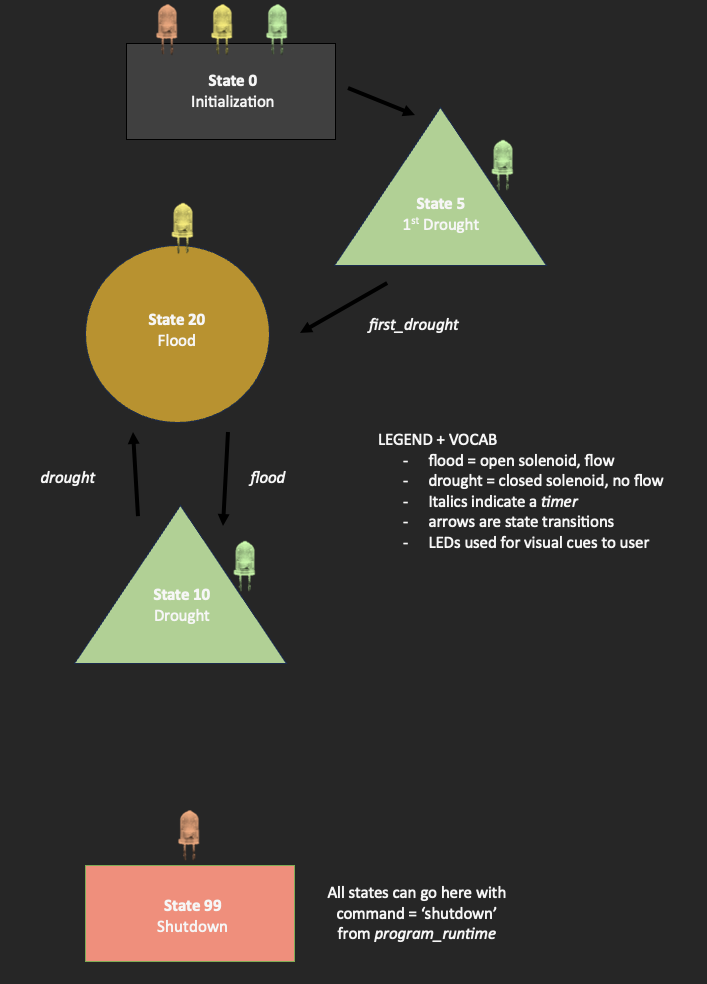 State 0
Initialization
State 5
1st Drought
State 20
Flood
first_drought
drought
flood
LEGEND + VOCAB
- flood = open solenoid, flow
- drought = closed solenoid, no flow
- Italics indicate a timer
- arrows are state transitions
- LEDs used for visual cues to user
State 10
Drought
State 99
Shutdown
All states can go here with
command = ‘shutdown’
from program_runtime